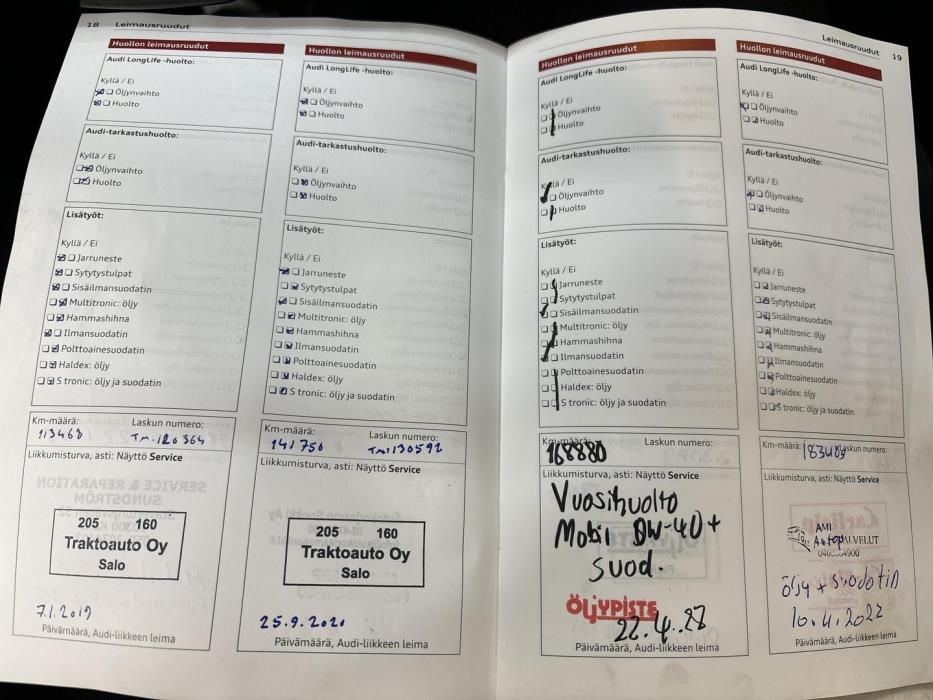 18 Leimausruudut
Huollon leimausruudut
Audi LongLife -huolto:
Kyllä / Ei
Öljynvaihto
Huolto
Audi-tarkastushuolto:
Kyllä / Ei
Öljynvaihto
Huolto
Lisätyöt:
Kyllä / Ei
Jarruneste
Sytytystulpat
Sisäilmansuodatin
Multitronic: öljy
Hammashihna
Ilmansuodatin
Polttoainesuodatin
Haldex: öljy
S tronic: öljy ja suodatin
Km-määrä: Laskun numero:
113468 TM-120364
Liikkumisturva, asti: Näyttö Service
205 160
Traktoauto Oy
Salo
7.1.2019
Päivämäärä, Audi-liikkeen leima
Huollon leimausruudut
Audi LongLife -huolto:
Kyllä / Ei
Öljynvaihto
Huolto
Audi-tarkastushuolto:
Kyllä / Ei
Öljynvaihto
Huolto
Lisätyöt:
Kyllä / Ei
Jarruneste
Sytytystulpat
Sisäilmansuodatin
Multitronic: öljy
Hammashihna
Ilmansuodatin
Polttoainesuodatin
Haldex: öljy
S tronic: öljy ja suodatin
Km-määrä: Laskun numero:
141750 TM1130592
Liikkumisturva, asti: Näyttö Service
205 160
Traktoauto Oy
Salo
25.9.2020
Päivämäärä, Audi-liikkeen leima
Leimausruudut 19
Huollon leimausruudut
Audi LongLife -huolto:
Kyllä / Ei
Öljynvaihto
Huolto
Audi-tarkastushuolto:
Kyllä / Ei
Öljynvaihto
Huolto
Lisätyöt:
Kyllä / Ei
Jarruneste
Sytytystulpat
Sisäilmansuodatin
Multitronic: öljy
Hammashihna
Ilmansuodatin
Polttoainesuodatin
Haldex: öljy
S tronic: öljy ja suodatin
Km-määrä: Laskun numero:
168880
Liikkumisturva, asti: Näyttö Service
Vuosihuolto
Mobil 0W-40+
suod.
ÖLJYPISTE
Päivämäärä, Audi-liikkeen leima
Huollon leimausruudut
Audi LongLife -huolto:
Kyllä / Ei
Öljynvaihto
Huolto
Audi-tarkastushuolto:
Kyllä / Ei
Öljynvaihto
Huolto
Lisätyöt:
Kyllä / Ei
Jarruneste
Sytytystulpat
Sisäilmansuodatin
Multitronic: öljy
Hammashihna
Ilmansuodatin
Polttoainesuodatin
Haldex: öljy
S tronic: öljy ja suodatin
Km-määrä: Laskun numero:
Liikkumisturva, asti: Näyttö Service
AMI
öljy + suodatin
10.4.2022
Päivämäärä, Audi-liikkeen leima